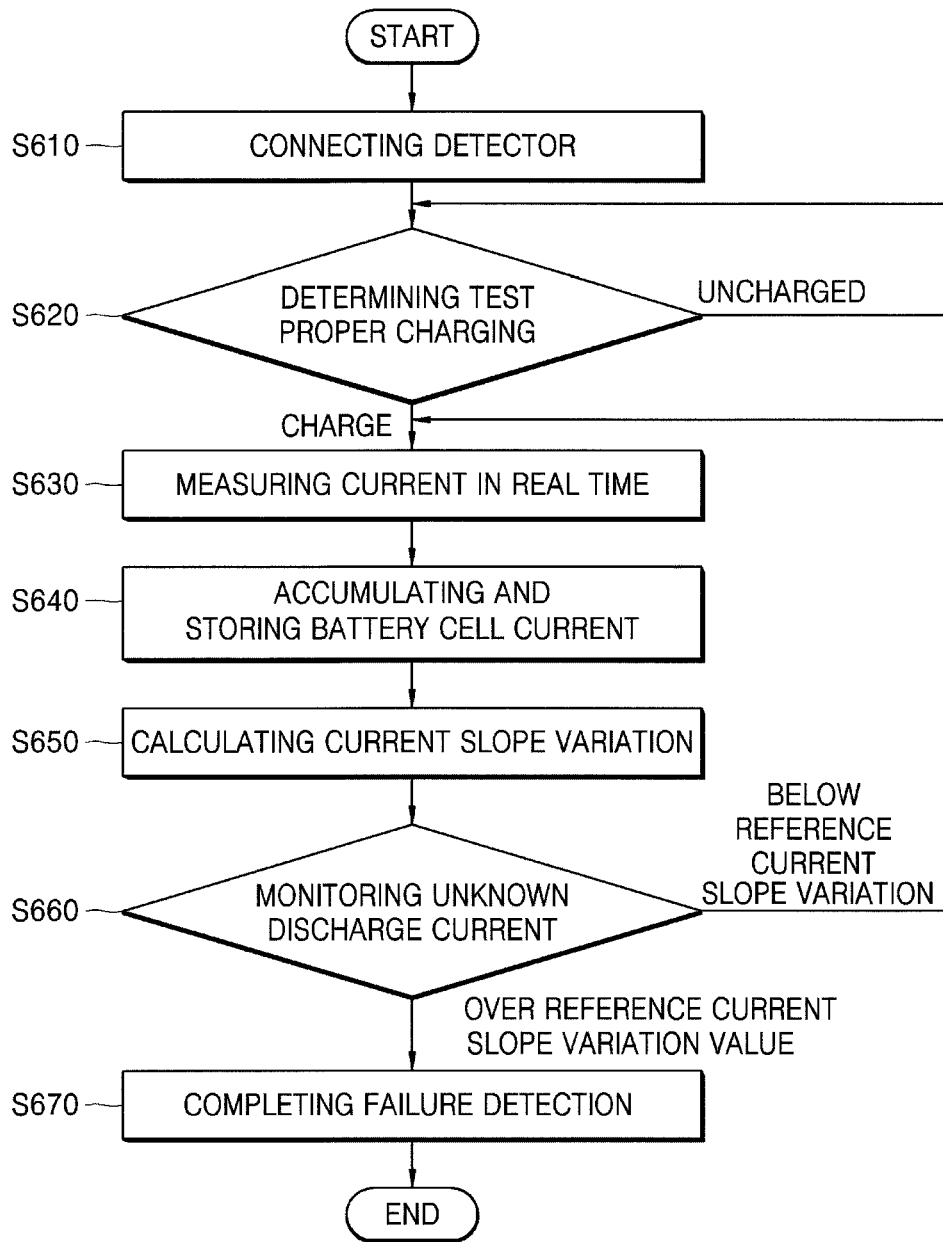 START
S610
CONNECTING DETECTOR
S620
DETERMINING TEST
PROPER CHARGING
UNCHARGED
CHARGE
S630
MEASURING CURRENT IN REAL TIME
S640
ACCUMULATING AND
STORING BATTERY CELL CURRENT
S650
CALCULATING CURRENT SLOPE VARIATION
BELOW
REFERENCE
CURRENT
SLOPE VARIATION
S660
MONITORING UNKNOWN
DISCHARGE CURRENT
OVER REFERENCE CURRENT
SLOPE VARIATION VALUE
S670
COMPLETING FAILURE DETECTION
END